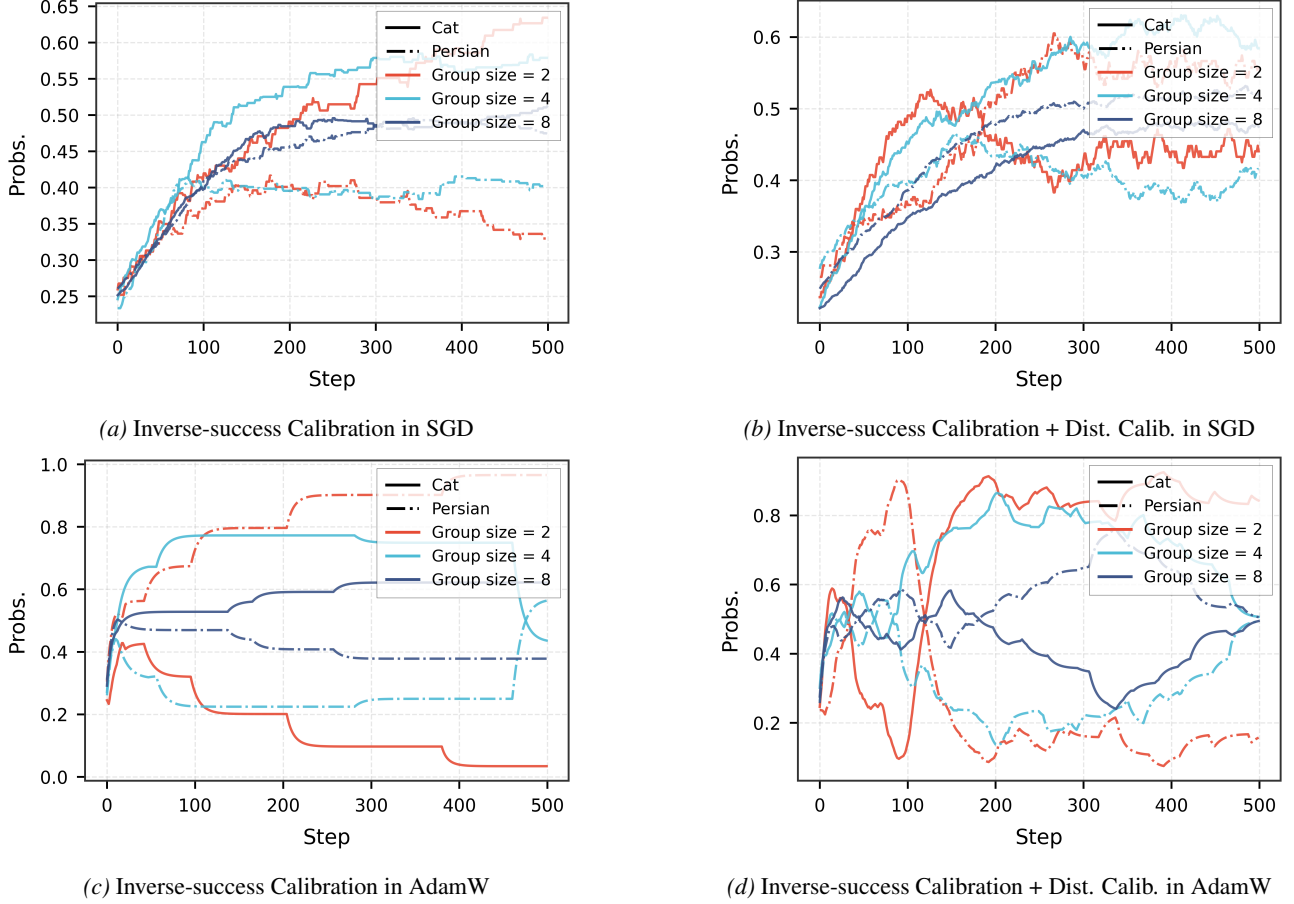 0.65
0.60
0.55
0.50
0.45
0.40
0.35
0.30
0.25
Probs.
0 100 200 300 400 500
Step
Cat
Persian
Group size = 2
Group size = 4
Group size = 8
(a) Inverse-success Calibration in SGD
0.6
0.5
0.4
0.3
Probs.
0 100 200 300 400 500
Step
Cat
Persian
Group size = 2
Group size = 4
Group size = 8
(b) Inverse-success Calibration + Dist. Calib. in SGD
1.0
0.8
0.6
0.4
0.2
0.0
Probs.
0 100 200 300 400 500
Step
Cat
Persian
Group size = 2
Group size = 4
Group size = 8
(c) Inverse-success Calibration in AdamW
0.8
0.6
0.4
0.2
Probs.
0 100 200 300 400 500
Step
Cat
Persian
Group size = 2
Group size = 4
Group size = 8
(d) Inverse-success Calibration + Dist. Calib. in AdamW